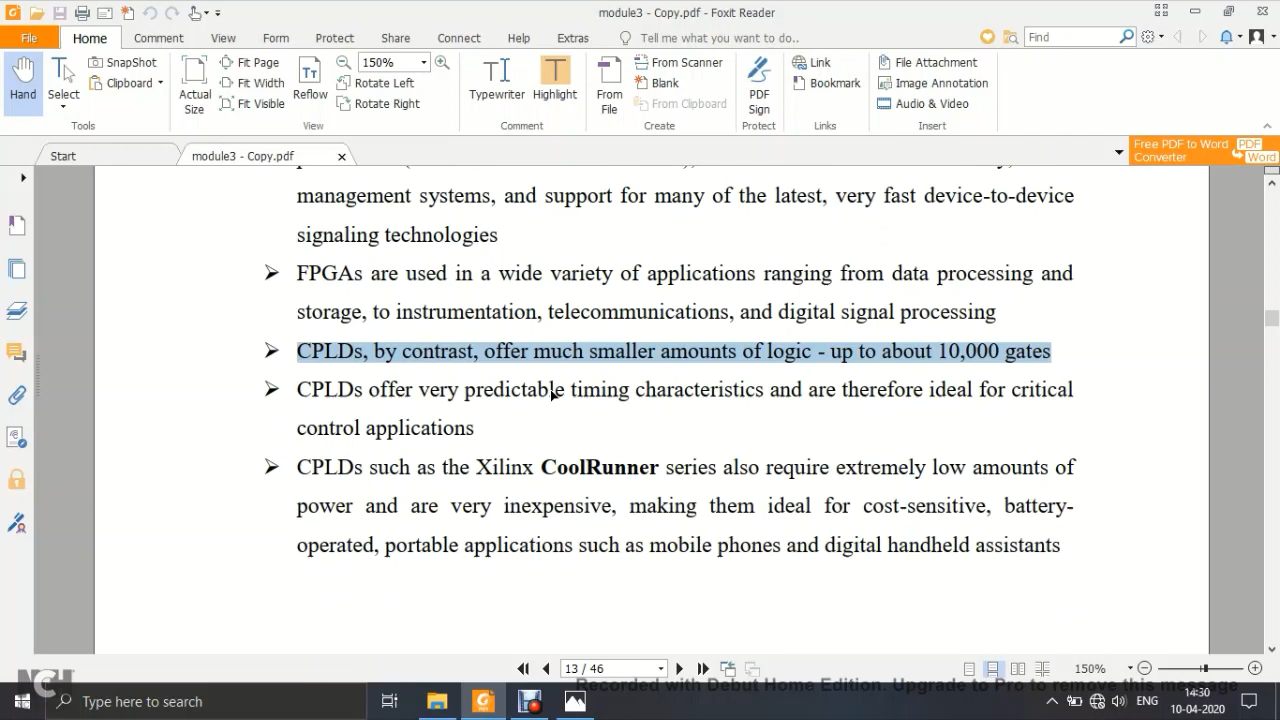 module3 - Copy.pdf - Foxit Reader
File Home Comment View Form Protect Share Connect Help Extras Tell me what you want to do.. Find
Hand
Select
SnapShot
Clipboard
Tools
Actual Size
Fit Page
Fit Width
Fit Visible
Reflow
150%
Rotate Left
Rotate Right
View
Typewriter
Highlight
Comment
From File
From Scanner
Blank
From Clipboard
Create
PDF Sign
Protect
Link
Bookmark
Links
File Attachment
Image Annotation
Audio & Video
Insert
Start
module3 - Copy.pdf
Free PDF to Word Converter
PDF
Word
management systems, and support for many of the latest, very fast device-to-device
signaling technologies
➢ FPGAs are used in a wide variety of applications ranging from data processing and
storage, to instrumentation, telecommunications, and digital signal processing
➢ CPLDs, by contrast, offer much smaller amounts of logic - up to about 10,000 gates
➢ CPLDs offer very predictable timing characteristics and are therefore ideal for critical
control applications
➢ CPLDs such as the Xilinx CoolRunner series also require extremely low amounts of
power and are very inexpensive, making them ideal for cost-sensitive, battery-
operated, portable applications such as mobile phones and digital handheld assistants
13 / 46
150%
NCH
Recorded with Debut Home Edition. Upgrade to Pro to remove this message
Type here to search
ENG
14:30
10-04-2020